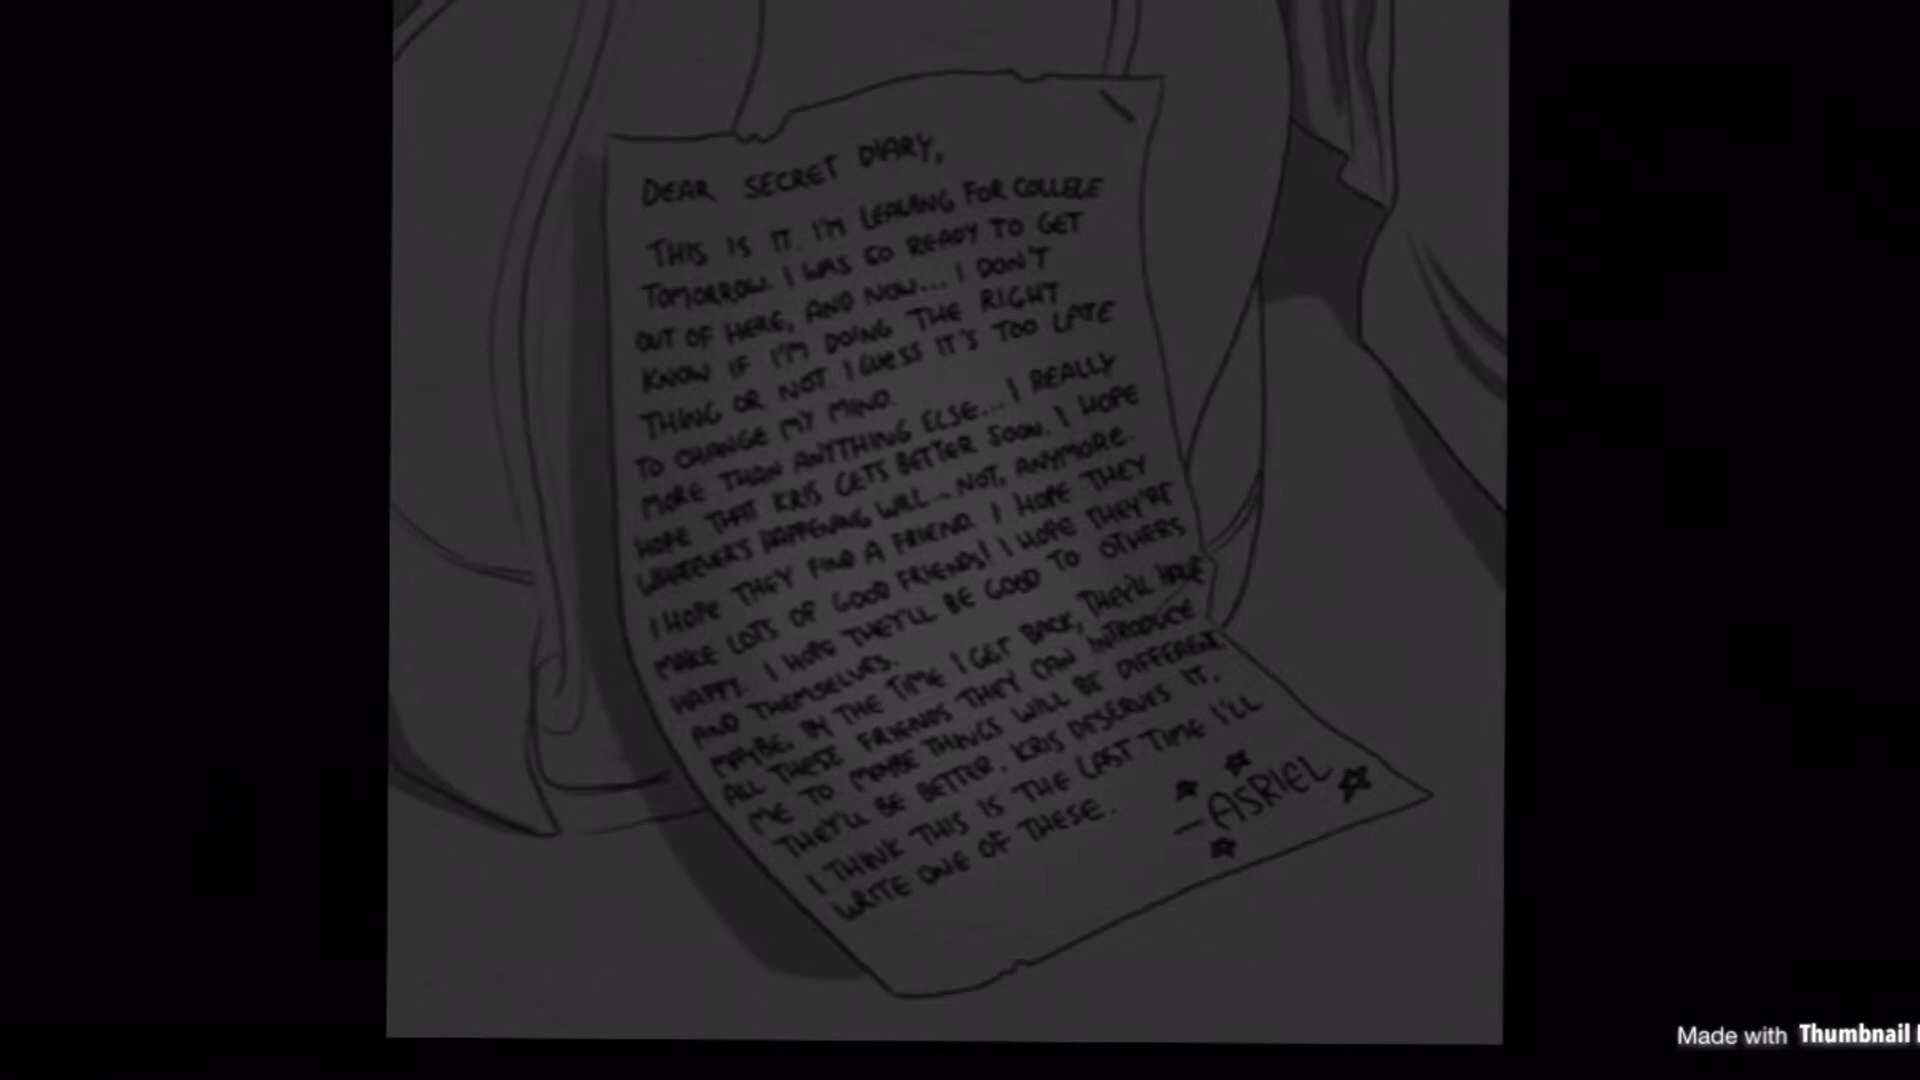 DEAR SECRET DIARY,
THIS IS IT. I'M LEAVING FOR COLLEGE
TOMORROW. I WAS SO READY TO GET
OUT OF HERE, AND NOW... I DON'T
KNOW IF I'M DOING THE RIGHT
THING OR NOT. I GUESS IT'S TOO LATE
TO CHANGE MY MIND.
MORE THAN ANYTHING ELSE... I REALLY
HOPE THAT KRIS GETS BETTER SOON. I HOPE
WHATEVER'S HAPPENING WILL... NOT, ANYMORE.
I HOPE THEY FIND A FRIEND. I HOPE THEY
MAKE LOTS OF GOOD FRIENDS! I HOPE THEY'RE
HAPPY. I HOPE THEY'LL BE GOOD TO OTHERS
AND THEMSELVES.
MAYBE, IN THE TIME I GET BACK, THEY'LL HAVE
ALL THESE FRIENDS THEY CAN INTRODUCE
ME TO. MAYBE THINGS WILL BE DIFFERENT.
THEY'LL BE BETTER. KRIS DESERVES IT.
I THINK THIS IS THE LAST TIME I'LL
WRITE ONE OF THESE.
—ASRIEL
Made with Thumbnail